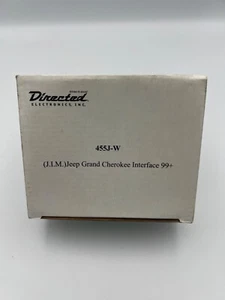 Directed
ELECTRONICS, INC.
455J-W
(J.I.M.)Jeep Grand Cherokee Interface 99+